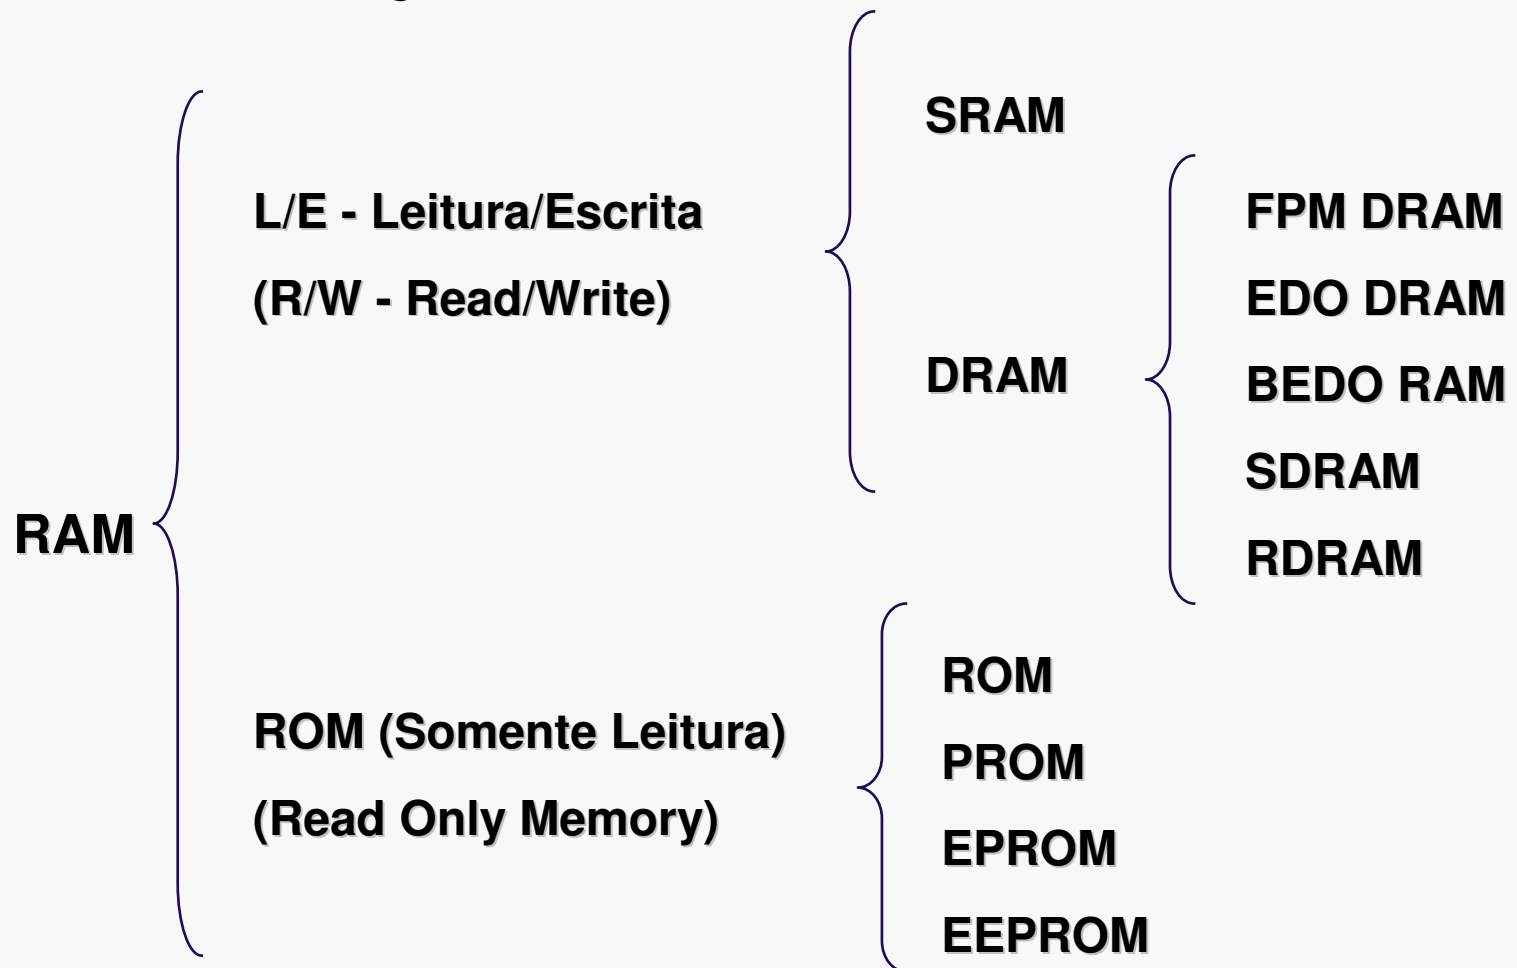 RAM
L/E - Leitura/Escrita
(R/W - Read/Write)
SRAM
DRAM
FPM DRAM
EDO DRAM
BEDO RAM
SDRAM
RDRAM
ROM (Somente Leitura)
(Read Only Memory)
ROM
PROM
EPROM
EEPROM